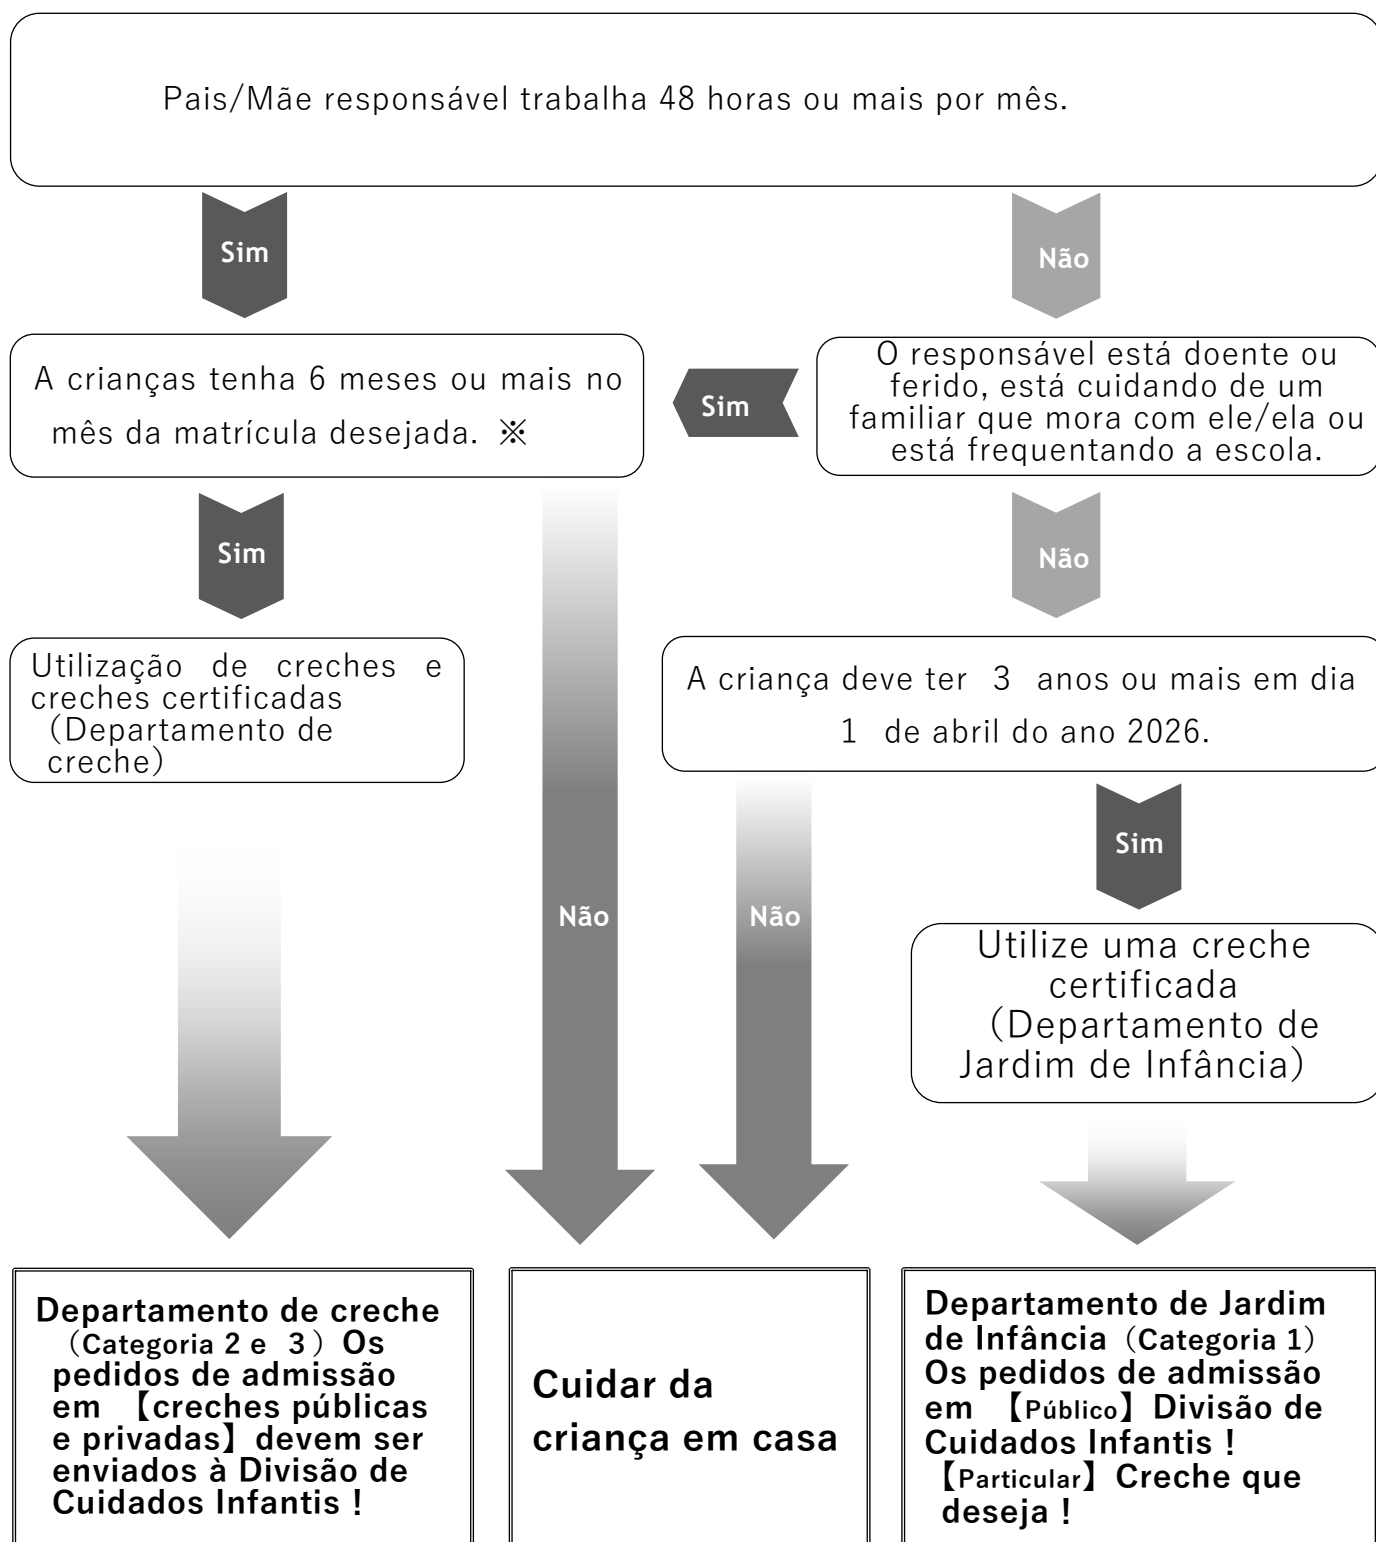 Pais/Mãe responsável trabalha 48 horas ou mais por mês.
Sim
Não
A crianças tenha 6 meses ou mais no
mês da matrícula desejada. ※
Sim
O responsável está doente ou
ferido, está cuidando de um
familiar que mora com ele/ela ou
está frequentando a escola.
Sim
Não
Utilização de creches e
creches certificadas
（Departamento de
creche）
A criança deve ter 3 anos ou mais em dia
1 de abril do ano 2026.
Não
Não
Sim
Utilize uma creche
certificada
（Departamento de
Jardim de Infância）
Departamento de creche
（Categoria 2 e 3）Os
pedidos de admissão
em 【creches públicas
e privadas】devem ser
enviados à Divisão de
Cuidados Infantis！
Cuidar da
criança em casa
Departamento de Jardim
de Infância（Categoria 1）
Os pedidos de admissão
em 【Público】Divisão de
Cuidados Infantis！
【Particular】Creche que
deseja！